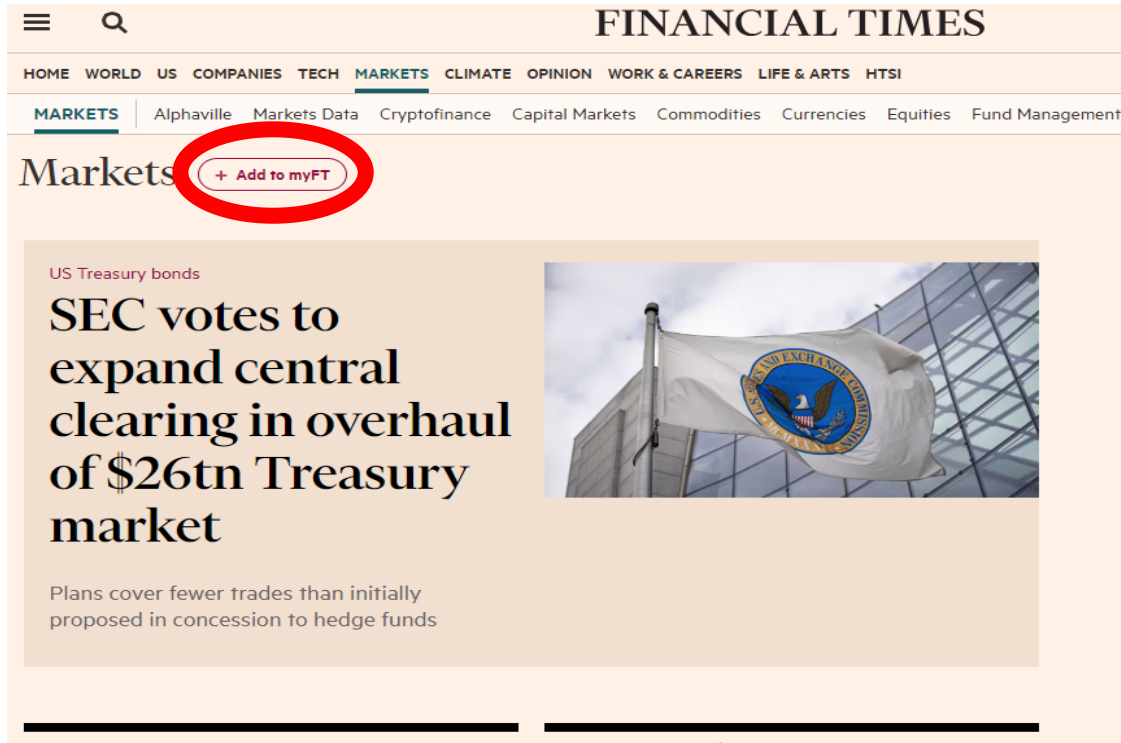 FINANCIAL TIMES
HOME WORLD US COMPANIES TECH MARKETS CLIMATE OPINION WORK & CAREERS LIFE & ARTS HTSI
MARKETS Alphaville Markets Data Cryptofinance Capital Markets Commodities Currencies Equities Fund Management
Markets + Add to myFT
US Treasury bonds
SEC votes to
expand central
clearing in overhaul
of $26tn Treasury
market
Plans cover fewer trades than initially
proposed in concession to hedge funds
AND EXCHANGE COMMISSION